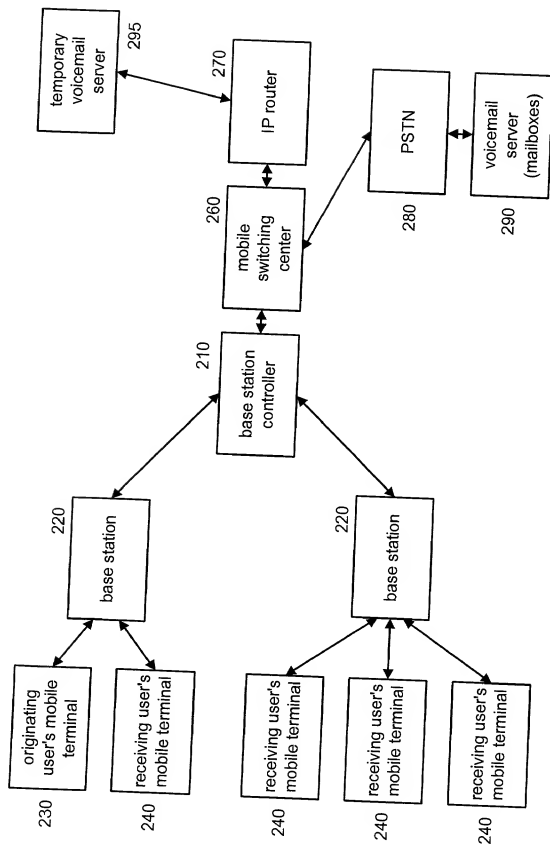 temporary
voicemail
server
295
270
IP router
260
mobile
switching
center
PSTN
280
voicemail
server
(mailboxes)
290
210
base station
controller
220
base station
220
base station
originating
user's mobile
terminal
230
receiving user's
mobile terminal
240
receiving user's
mobile terminal
240
receiving user's
mobile terminal
240
receiving user's
mobile terminal
240